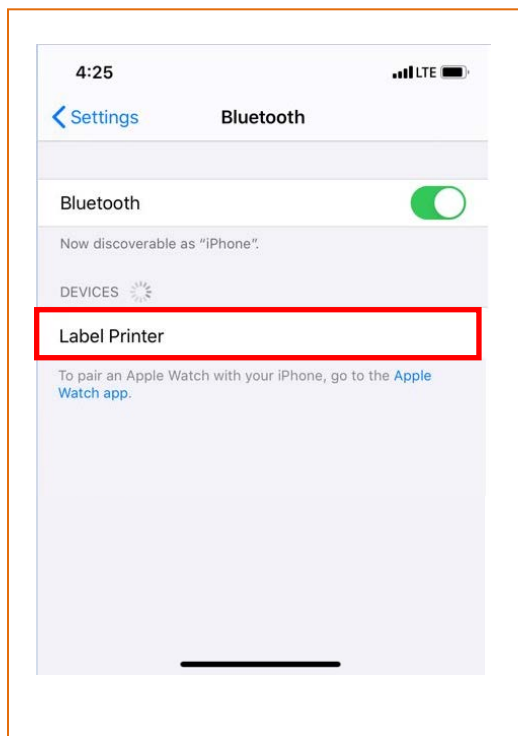 4:25
LTE
Settings
Bluetooth
Bluetooth
Now discoverable as “iPhone”.
DEVICES
Label Printer
To pair an Apple Watch with your iPhone, go to the Apple
Watch app.